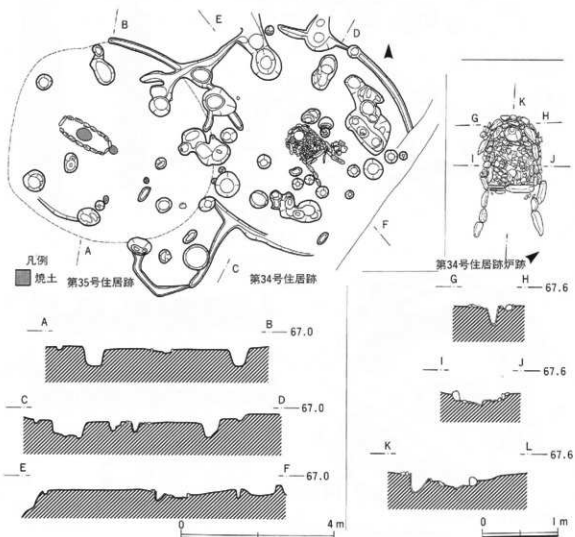 B
E
D
K
G H
I J
F
A
C
凡例
焼土
第35号住居跡
第34号住居跡
第34号住居跡炉跡
A B 67.0
C D 67.0
E F 67.0
0 4 m
G H 67.6
I J 67.6
K L 67.6
0 1 m